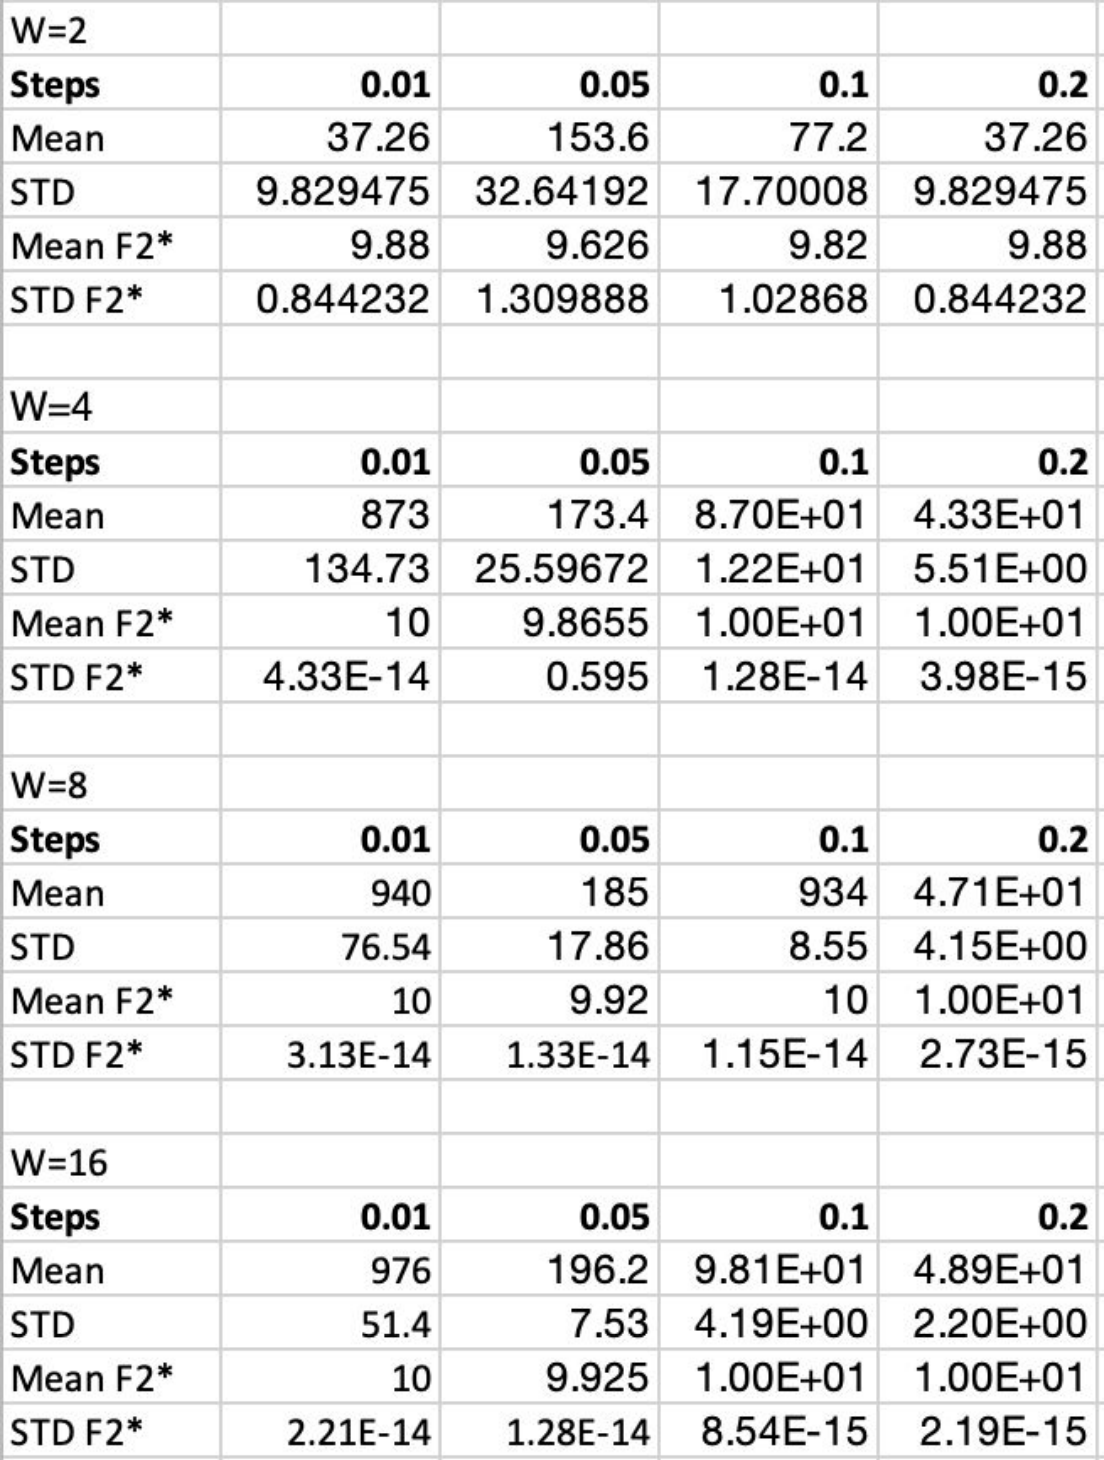 W=2
Steps 0.01 0.05 0.1 0.2
Mean 37.26 153.6 77.2 37.26
STD 9.829475 32.64192 17.70008 9.829475
Mean F2* 9.88 9.626 9.82 9.88
STD F2* 0.844232 1.309888 1.02868 0.844232
W=4
Steps 0.01 0.05 0.1 0.2
Mean 873 173.4 8.70E+01 4.33E+01
STD 134.73 25.59672 1.22E+01 5.51E+00
Mean F2* 10 9.8655 1.00E+01 1.00E+01
STD F2* 4.33E-14 0.595 1.28E-14 3.98E-15
W=8
Steps 0.01 0.05 0.1 0.2
Mean 940 185 934 4.71E+01
STD 76.54 17.86 8.55 4.15E+00
Mean F2* 10 9.92 10 1.00E+01
STD F2* 3.13E-14 1.33E-14 1.15E-14 2.73E-15
W=16
Steps 0.01 0.05 0.1 0.2
Mean 976 196.2 9.81E+01 4.89E+01
STD 51.4 7.53 4.19E+00 2.20E+00
Mean F2* 10 9.925 1.00E+01 1.00E+01
STD F2* 2.21E-14 1.28E-14 8.54E-15 2.19E-15